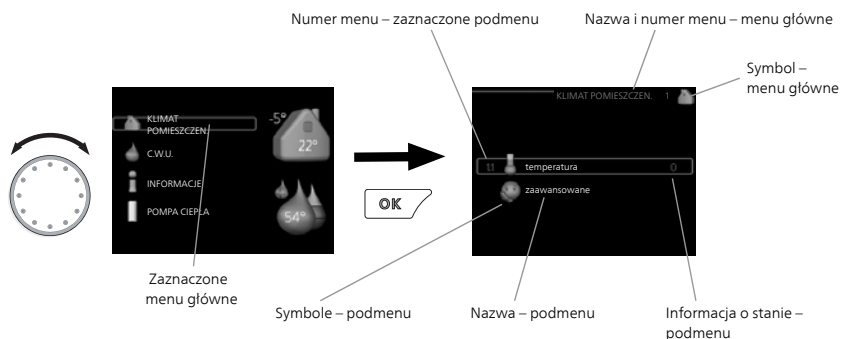 Numer menu – zaznaczone podmenu
Nazwa i numer menu – menu główne
Symbol –
menu główne
KLIMAT
POMIESZCZEN.
C.W.U.
INFORMACJE
POMPA CIEPŁA
-5°
22°
54°
OK
KLIMAT POMIESZCZEN. 1
1.1 temperatura 0
zaawansowane
Zaznaczone
menu główne
Symbole – podmenu
Nazwa – podmenu
Informacja o stanie –
podmenu